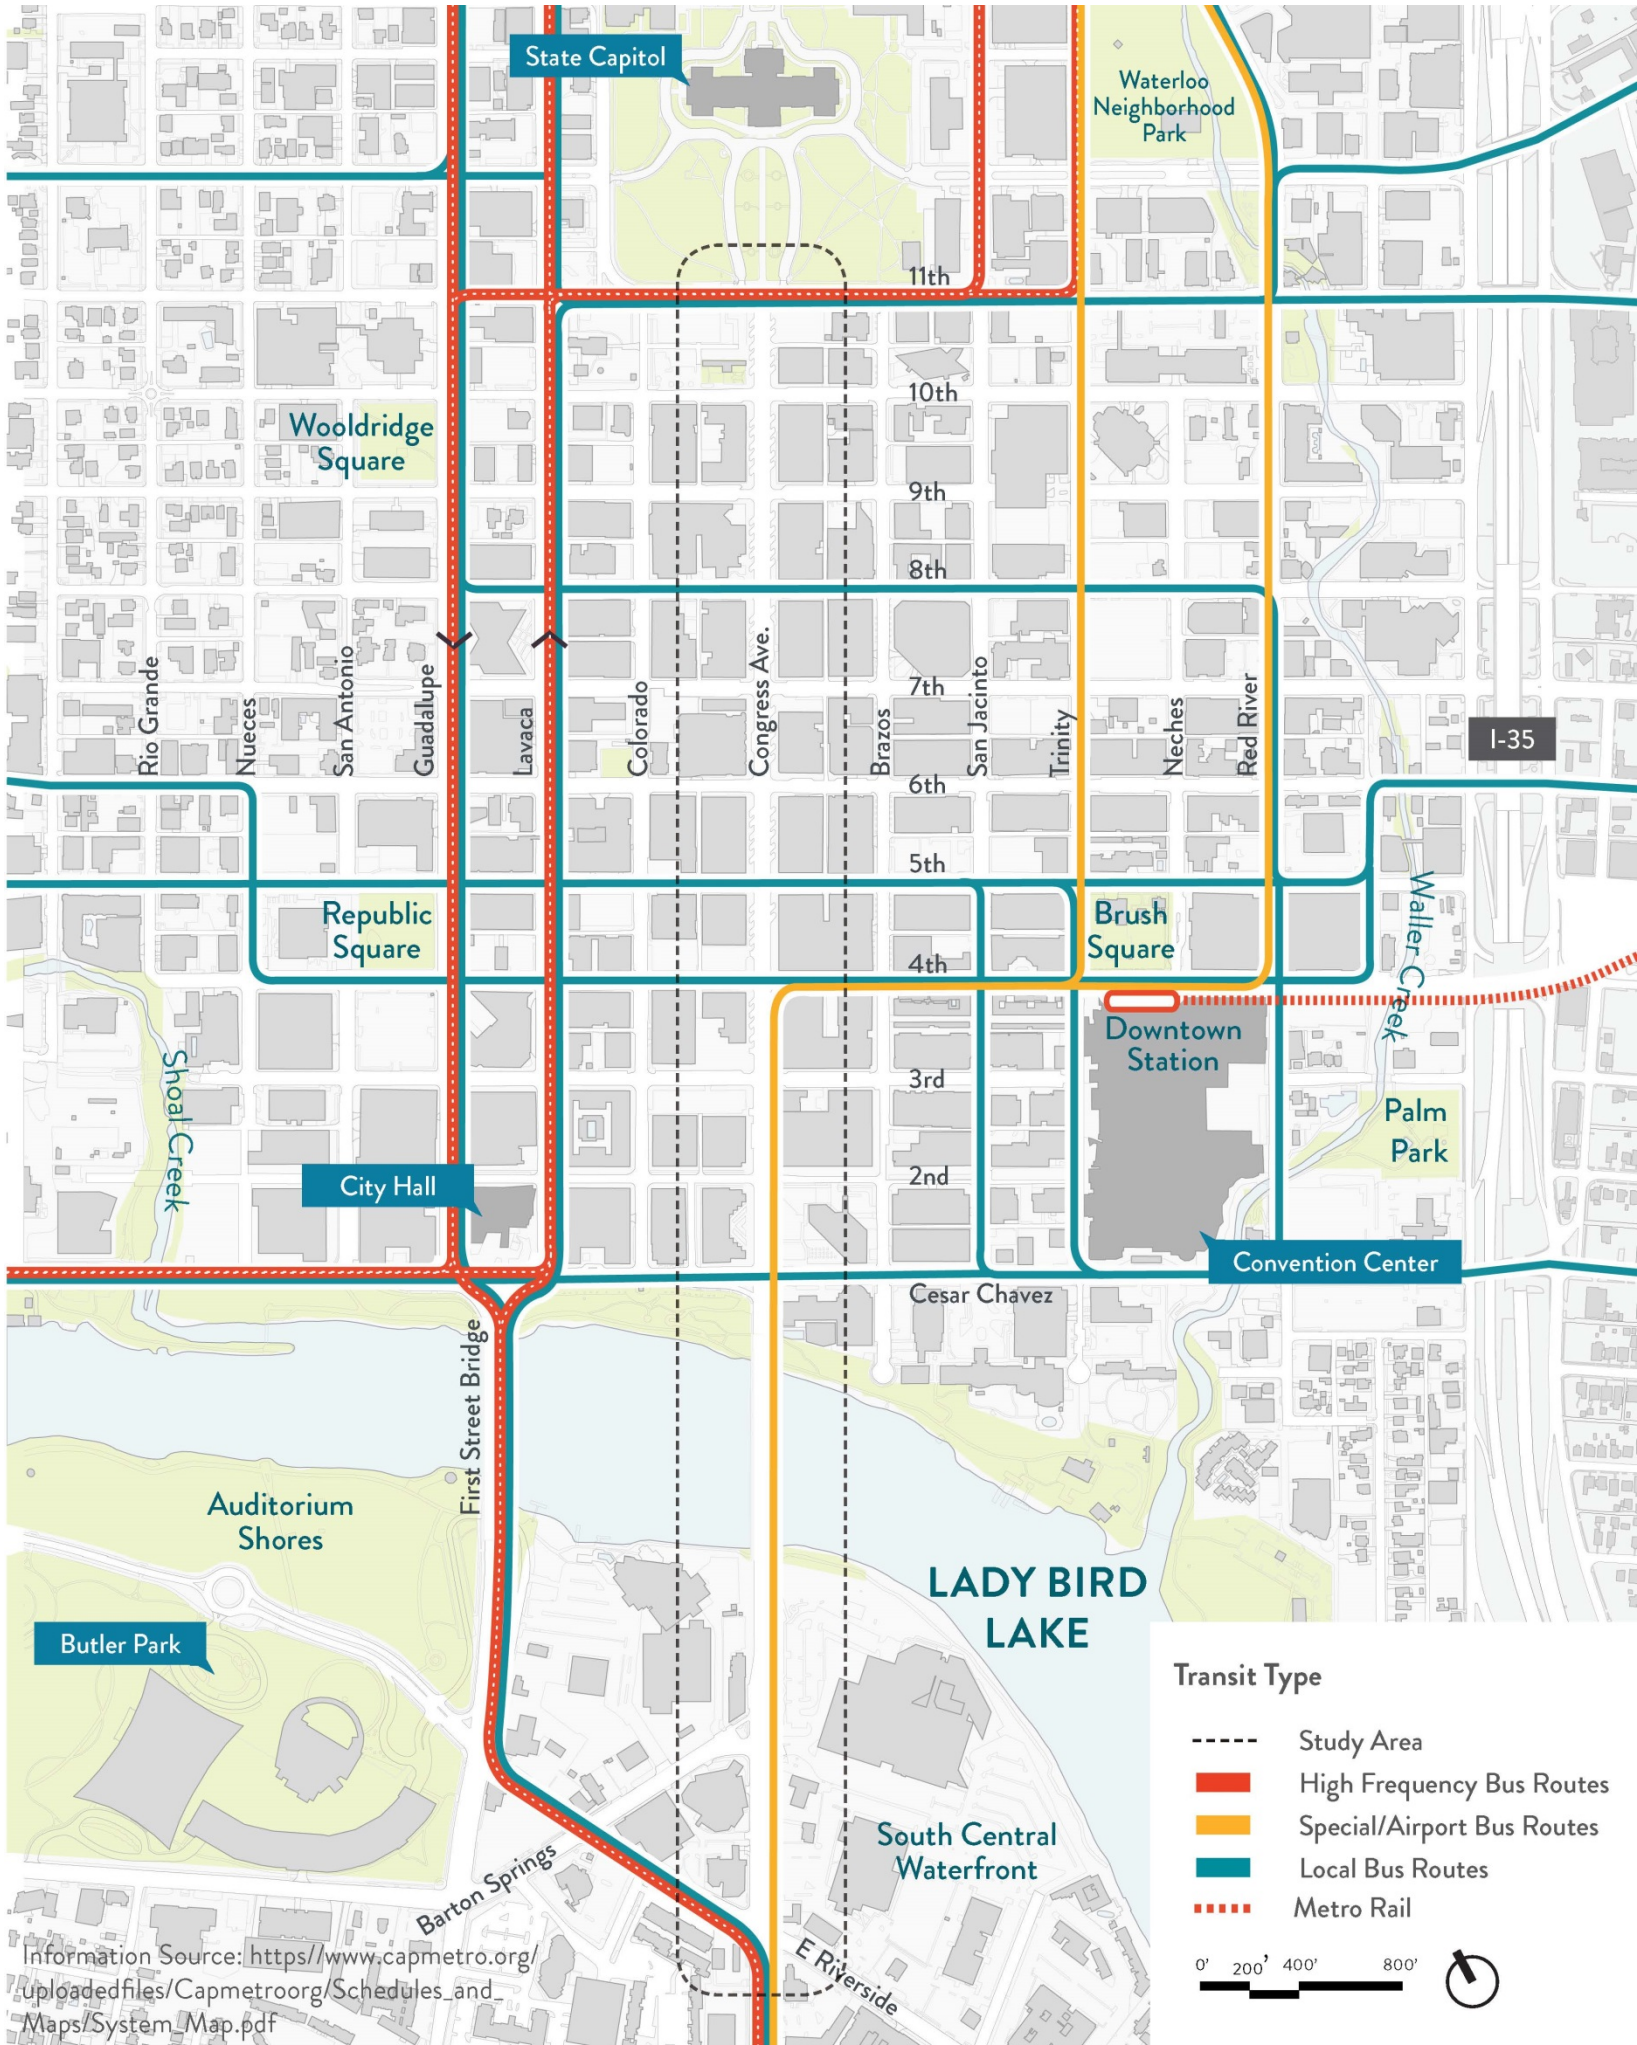 State Capitol
Waterloo
Neighborhood
Park
11th
10th
Wooldridge
Square
9th
8th
Rio Grande
Nueces
San Antonio
Guadalupe
Lavaca
Colorado
Congress Ave.
Brazos
San Jacinto
Trinity
Neches
Red River
7th
I-35
6th
5th
Republic
Square
Brush
Square
4th
Waller Creek
Downtown
Station
Shoal Creek
3rd
Palm
Park
2nd
City Hall
Convention Center
Cesar Chavez
First Street Bridge
Auditorium
Shores
LADY BIRD
LAKE
Butler Park
South Central
Waterfront
Barton Springs
E Riverside
Transit Type
Study Area
High Frequency Bus Routes
Special/Airport Bus Routes
Local Bus Routes
Metro Rail
0' 200' 400' 800'
Information Source: https//www.capmetro.org/
uploadedfiles/Capmetroorg/Schedules_and_
Maps/System_Map.pdf